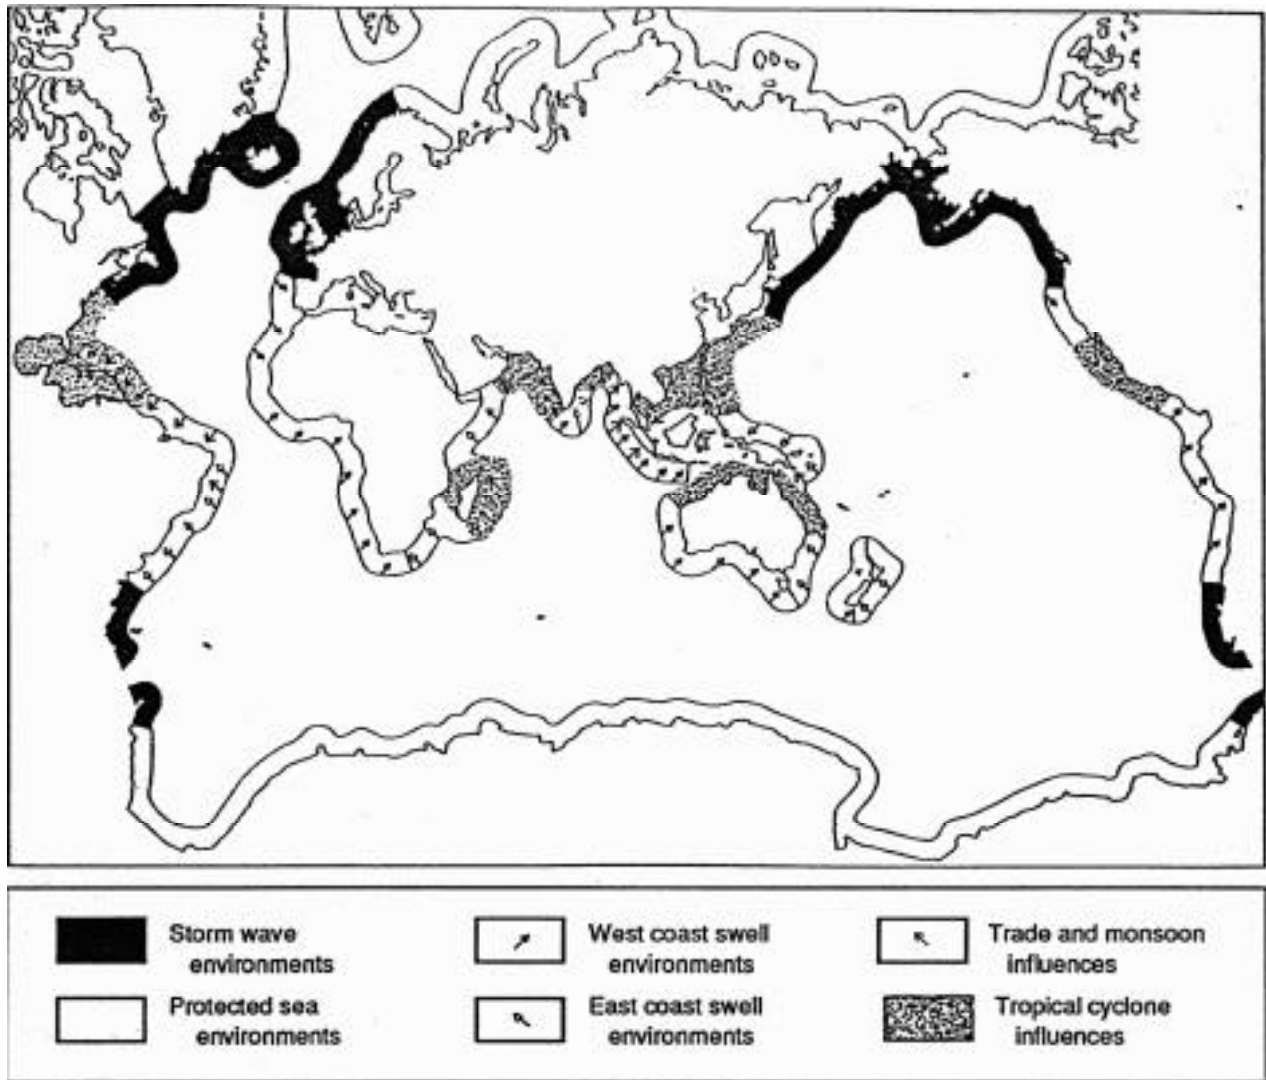 Storm wave
environments
West coast swell
environments
Trade and monsoon
influences
Protected sea
environments
East coast swell
environments
Tropical cyclone
influences